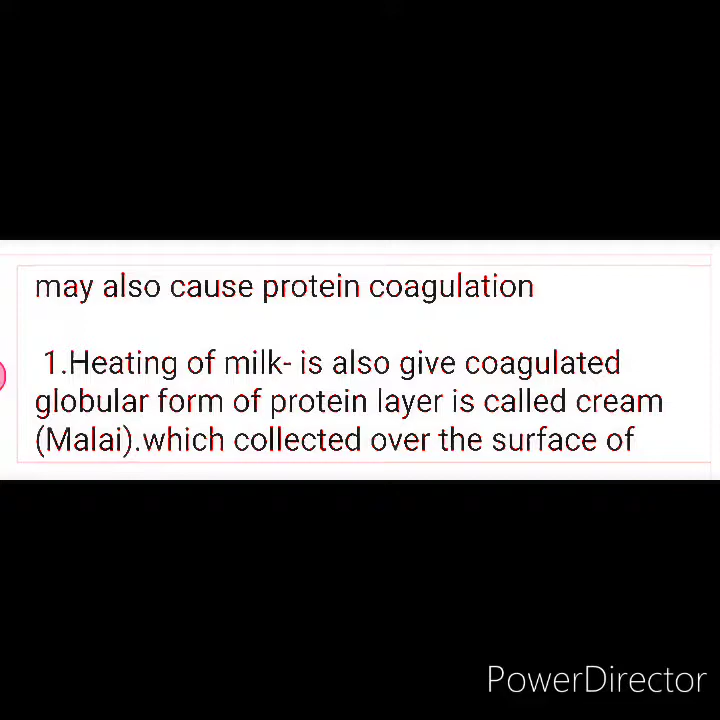 may also cause protein coagulation
1.Heating of milk- is also give coagulated
globular form of protein layer is called cream
(Malai).which collected over the surface of
PowerDirector